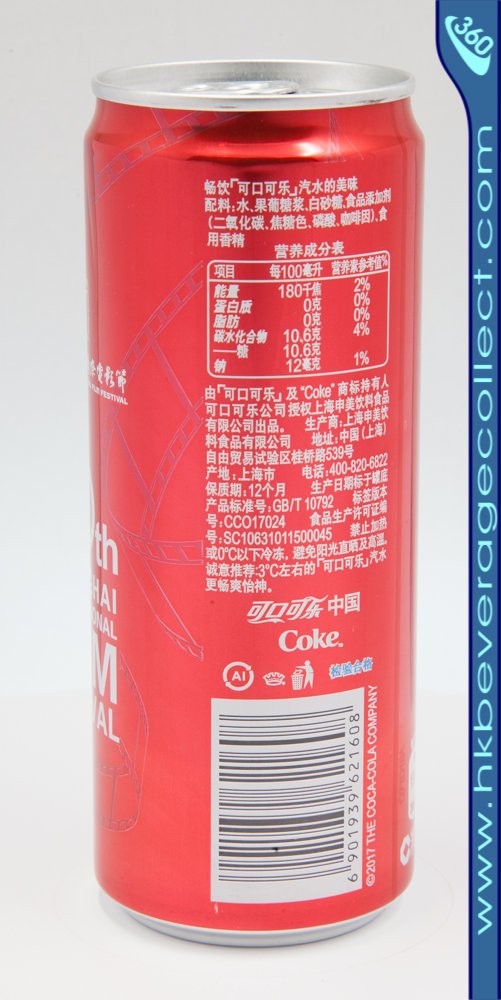 360
www.hkbeveragecollect.com
畅饮「可口可乐」汽水的美味
配料:水、果葡糖浆、白砂糖、食品添加剂
(二氧化碳、焦糖色、磷酸、咖啡因)、食
用香精
营养成分表
项目 每100毫升 营养素参考值%
能量 180千焦 2%
蛋白质 0克 0%
脂肪 0克 0%
碳水化合物 10.6克 4%
——糖 10.6克
钠 12毫克 1%
由「可口可乐」及“Coke”商标持有人
可口可乐公司授权上海申美饮料食品
有限公司出品。 生产商:上海申美饮
料食品有限公司 地址:中国(上海)
自由贸易试验区桂桥路539号
产地:上海市 电话:400-820-6822
保质期:12个月 生产日期标于罐底
产品标准号:GB/T 10792 标签版本
号:CCO17024 食品生产许可证编
号:SC10631011500045 禁止加热
或0°C以下冷冻,避免阳光直晒及高温。
诚意推荐:3°C左右的「可口可乐」汽水
更畅爽怡神。
可口可乐中国
Coke™
Al
检验合格
6 901939 621608
©2017 THE COCA-COLA COMPANY
电影节
FILM FESTIVAL
th
HAI
ONAL
M
VAL